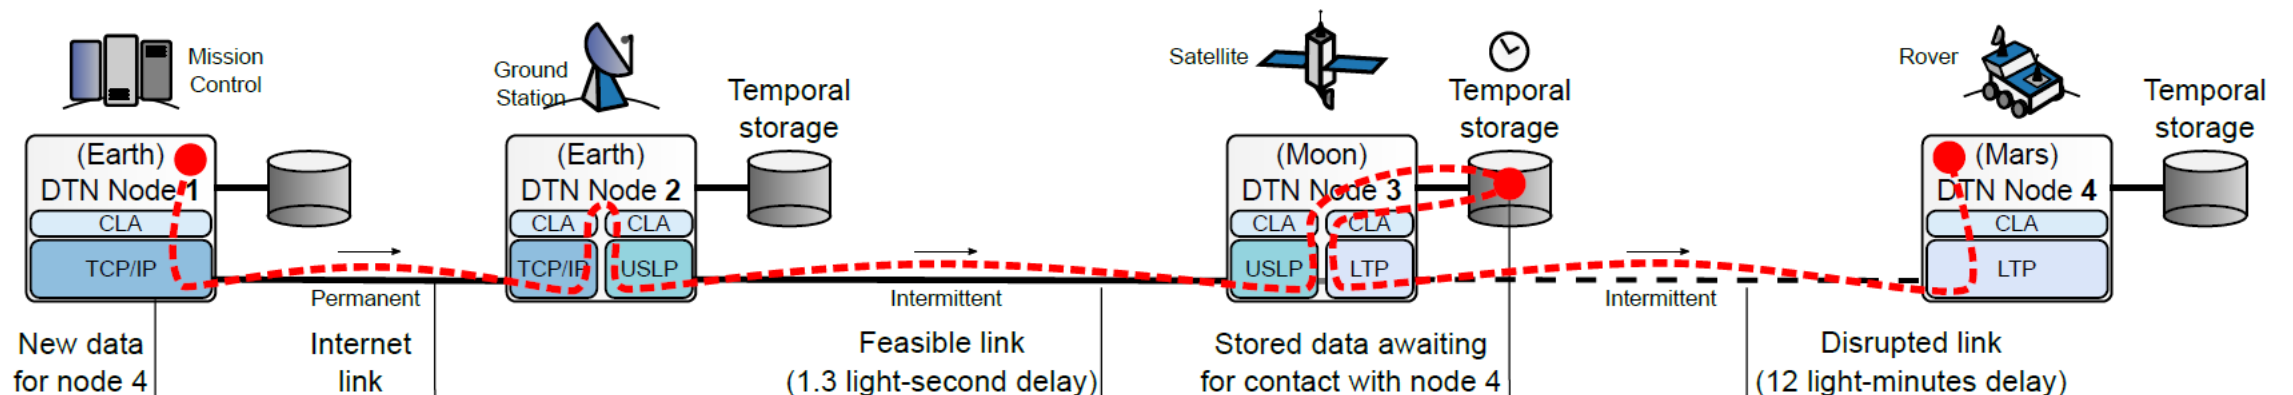 Mission
Control
Ground
Station
Temporal
storage
Satellite
Temporal
storage
Rover
Temporal
storage
(Earth)
DTN Node 1
CLA
TCP/IP
(Earth)
DTN Node 2
CLA
CLA
TCP/IP
USLP
(Moon)
DTN Node 3
CLA
CLA
USLP
LTP
(Mars)
DTN Node 4
CLA
LTP
Permanent
Intermittent
Intermittent
New data
for node 4
Internet
link
Feasible link
(1.3 light-second delay)
Stored data awaiting
for contact with node 4
Disrupted link
(12 light-minutes delay)